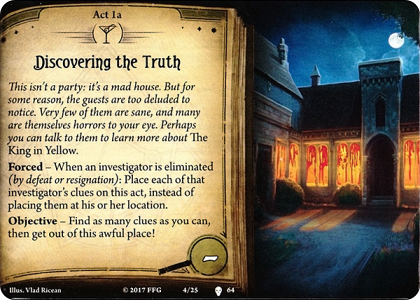 Act 1a
Discovering the Truth
This isn't a party: it's a mad house. But for
some reason, the guests are too deluded to
notice. Very few of them are sane, and many
are themselves horrors to your eye. Perhaps
you can talk to them to learn more about The
King in Yellow.
Forced – When an investigator is eliminated
(by defeat or resignation): Place each of that
investigator's clues on this act, instead of
placing them at his or her location.
Objective – Find as many clues as you can,
then get out of this awful place!
–
Illus. Vlad Ricean
© 2017 FFG
4/25
64